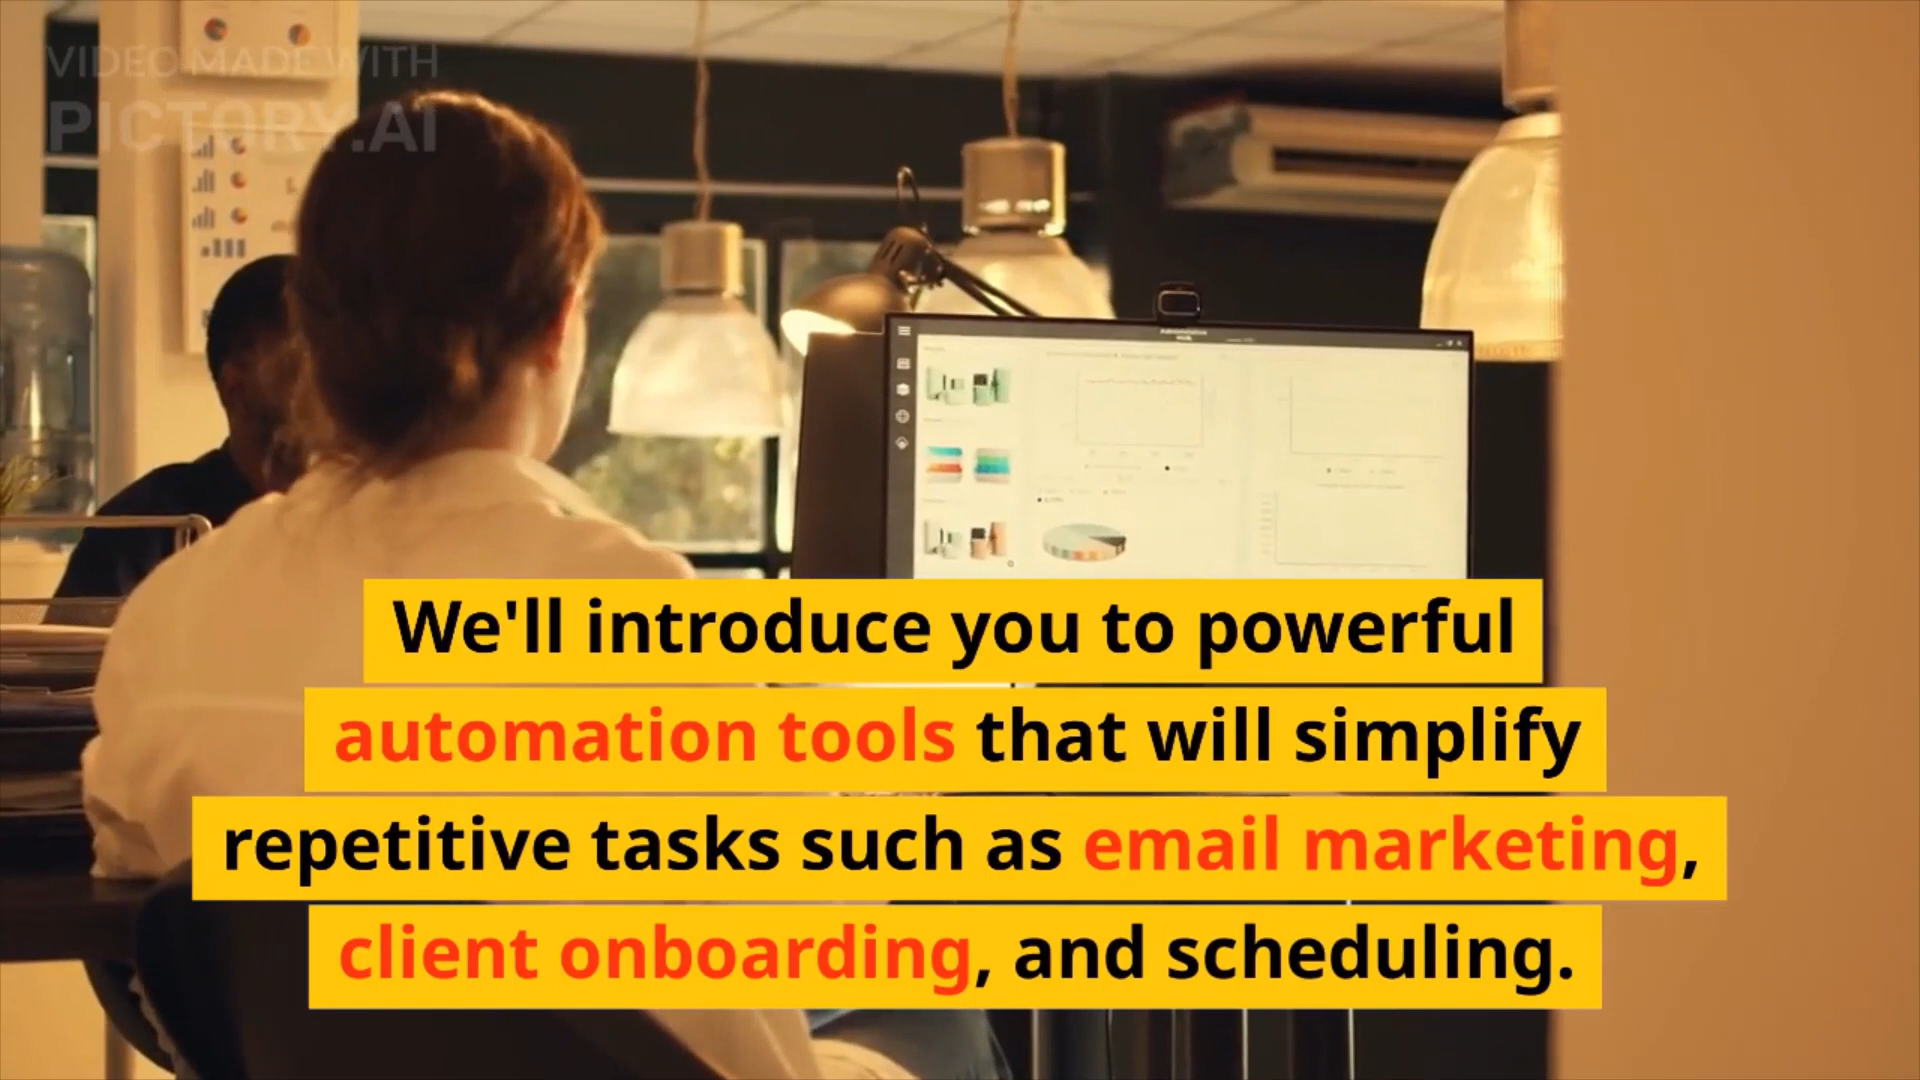 VIDEO MADE WITH
PICTORY.AI
We'll introduce you to powerful
automation tools that will simplify
repetitive tasks such as email marketing,
client onboarding, and scheduling.